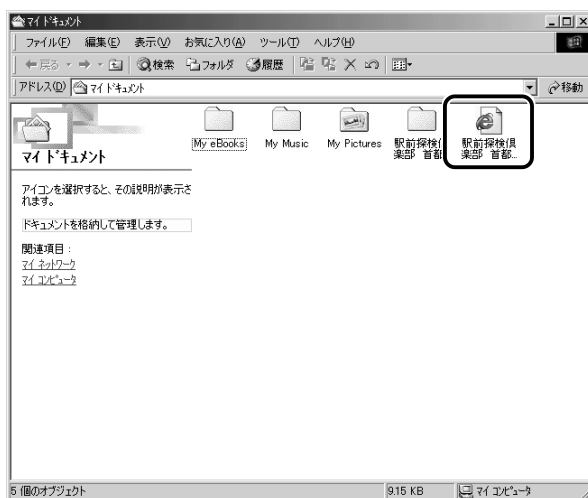 マイ ドキュメント
ファイル(F) 編集(E) 表示(V) お気に入り(A) ツール(T) ヘルプ(H)
戻る 検索 フォルダ 履歴
アドレス(D) マイ ドキュメント 移動
マイ ドキュメント
アイコンを選択すると、その説明が表示さ
れます。
ドキュメントを格納して管理します。
関連項目:
マイ ネットワーク
マイ コンピュータ
My eBooks
My Music
My Pictures
駅前探検(
楽部 首都
駅前探検倶
楽部 首都...
5 個のオブジェクト 9.15 KB マイ コンピュータ